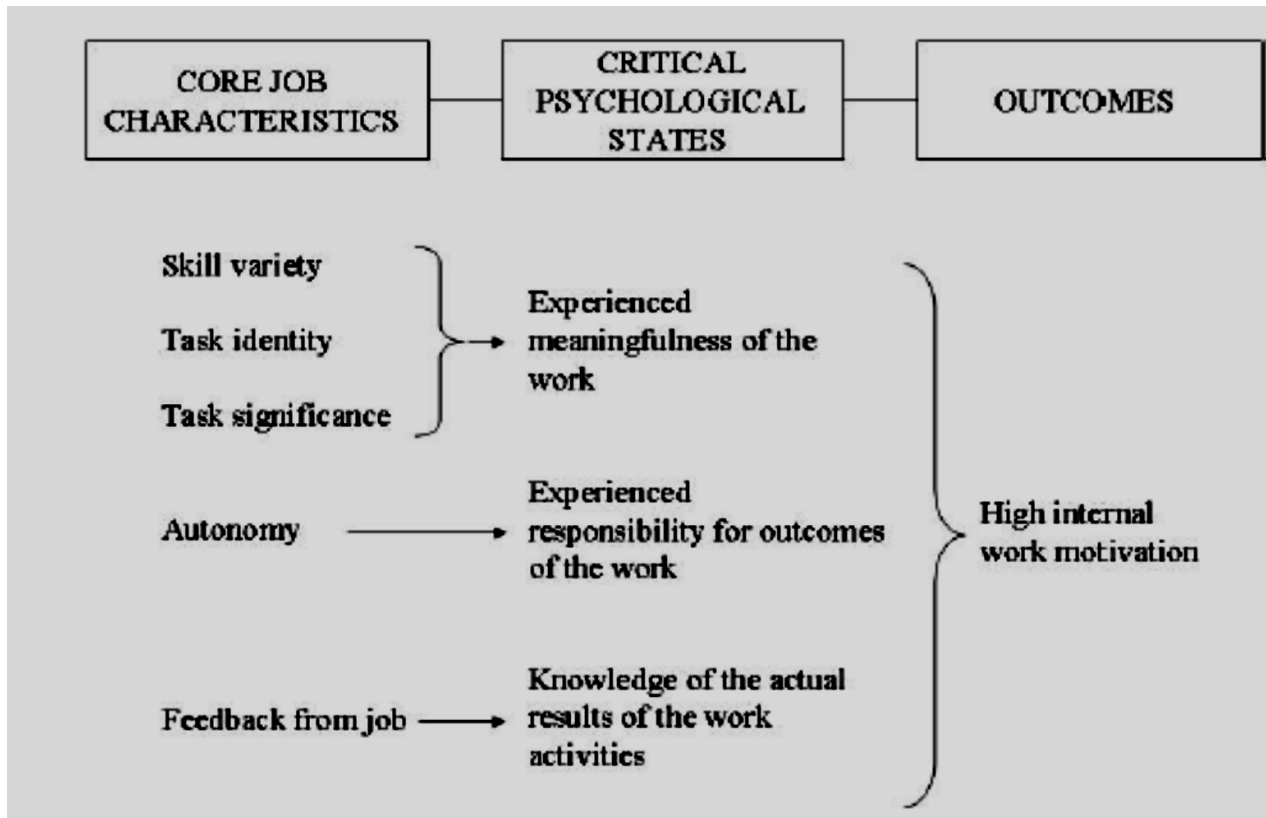 CORE JOB
CHARACTERISTICS
CRITICAL
PSYCHOLOGICAL
STATES
OUTCOMES
Skill variety
Task identity
Task significance
Experienced
meaningfulness of the
work
Autonomy
Experienced
responsibility for outcomes
of the work
Feedback from job
Knowledge of the actual
results of the work
activities
High internal
work motivation